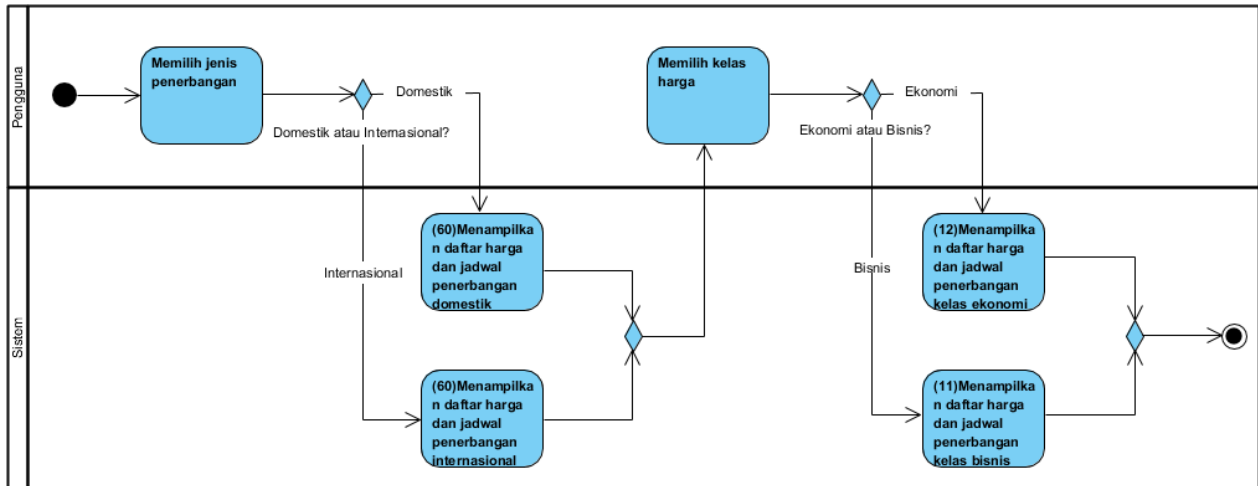 Pengguna
Memilih jenis
penerbangan
Domestik
Domestik atau Internasional?
Memilih kelas
harga
Ekonomi
Ekonomi atau Bisnis?
Sistem
Internasional
(60)Menampilka
n daftar harga
dan jadwal
penerbangan
domestik
(60)Menampilka
n daftar harga
dan jadwal
penerbangan
internasional
Bisnis
(12)Menampilka
n daftar harga
dan jadwal
penerbangan
kelas ekonomi
(11)Menampilka
n daftar harga
dan jadwal
penerbangan
kelas bisnis